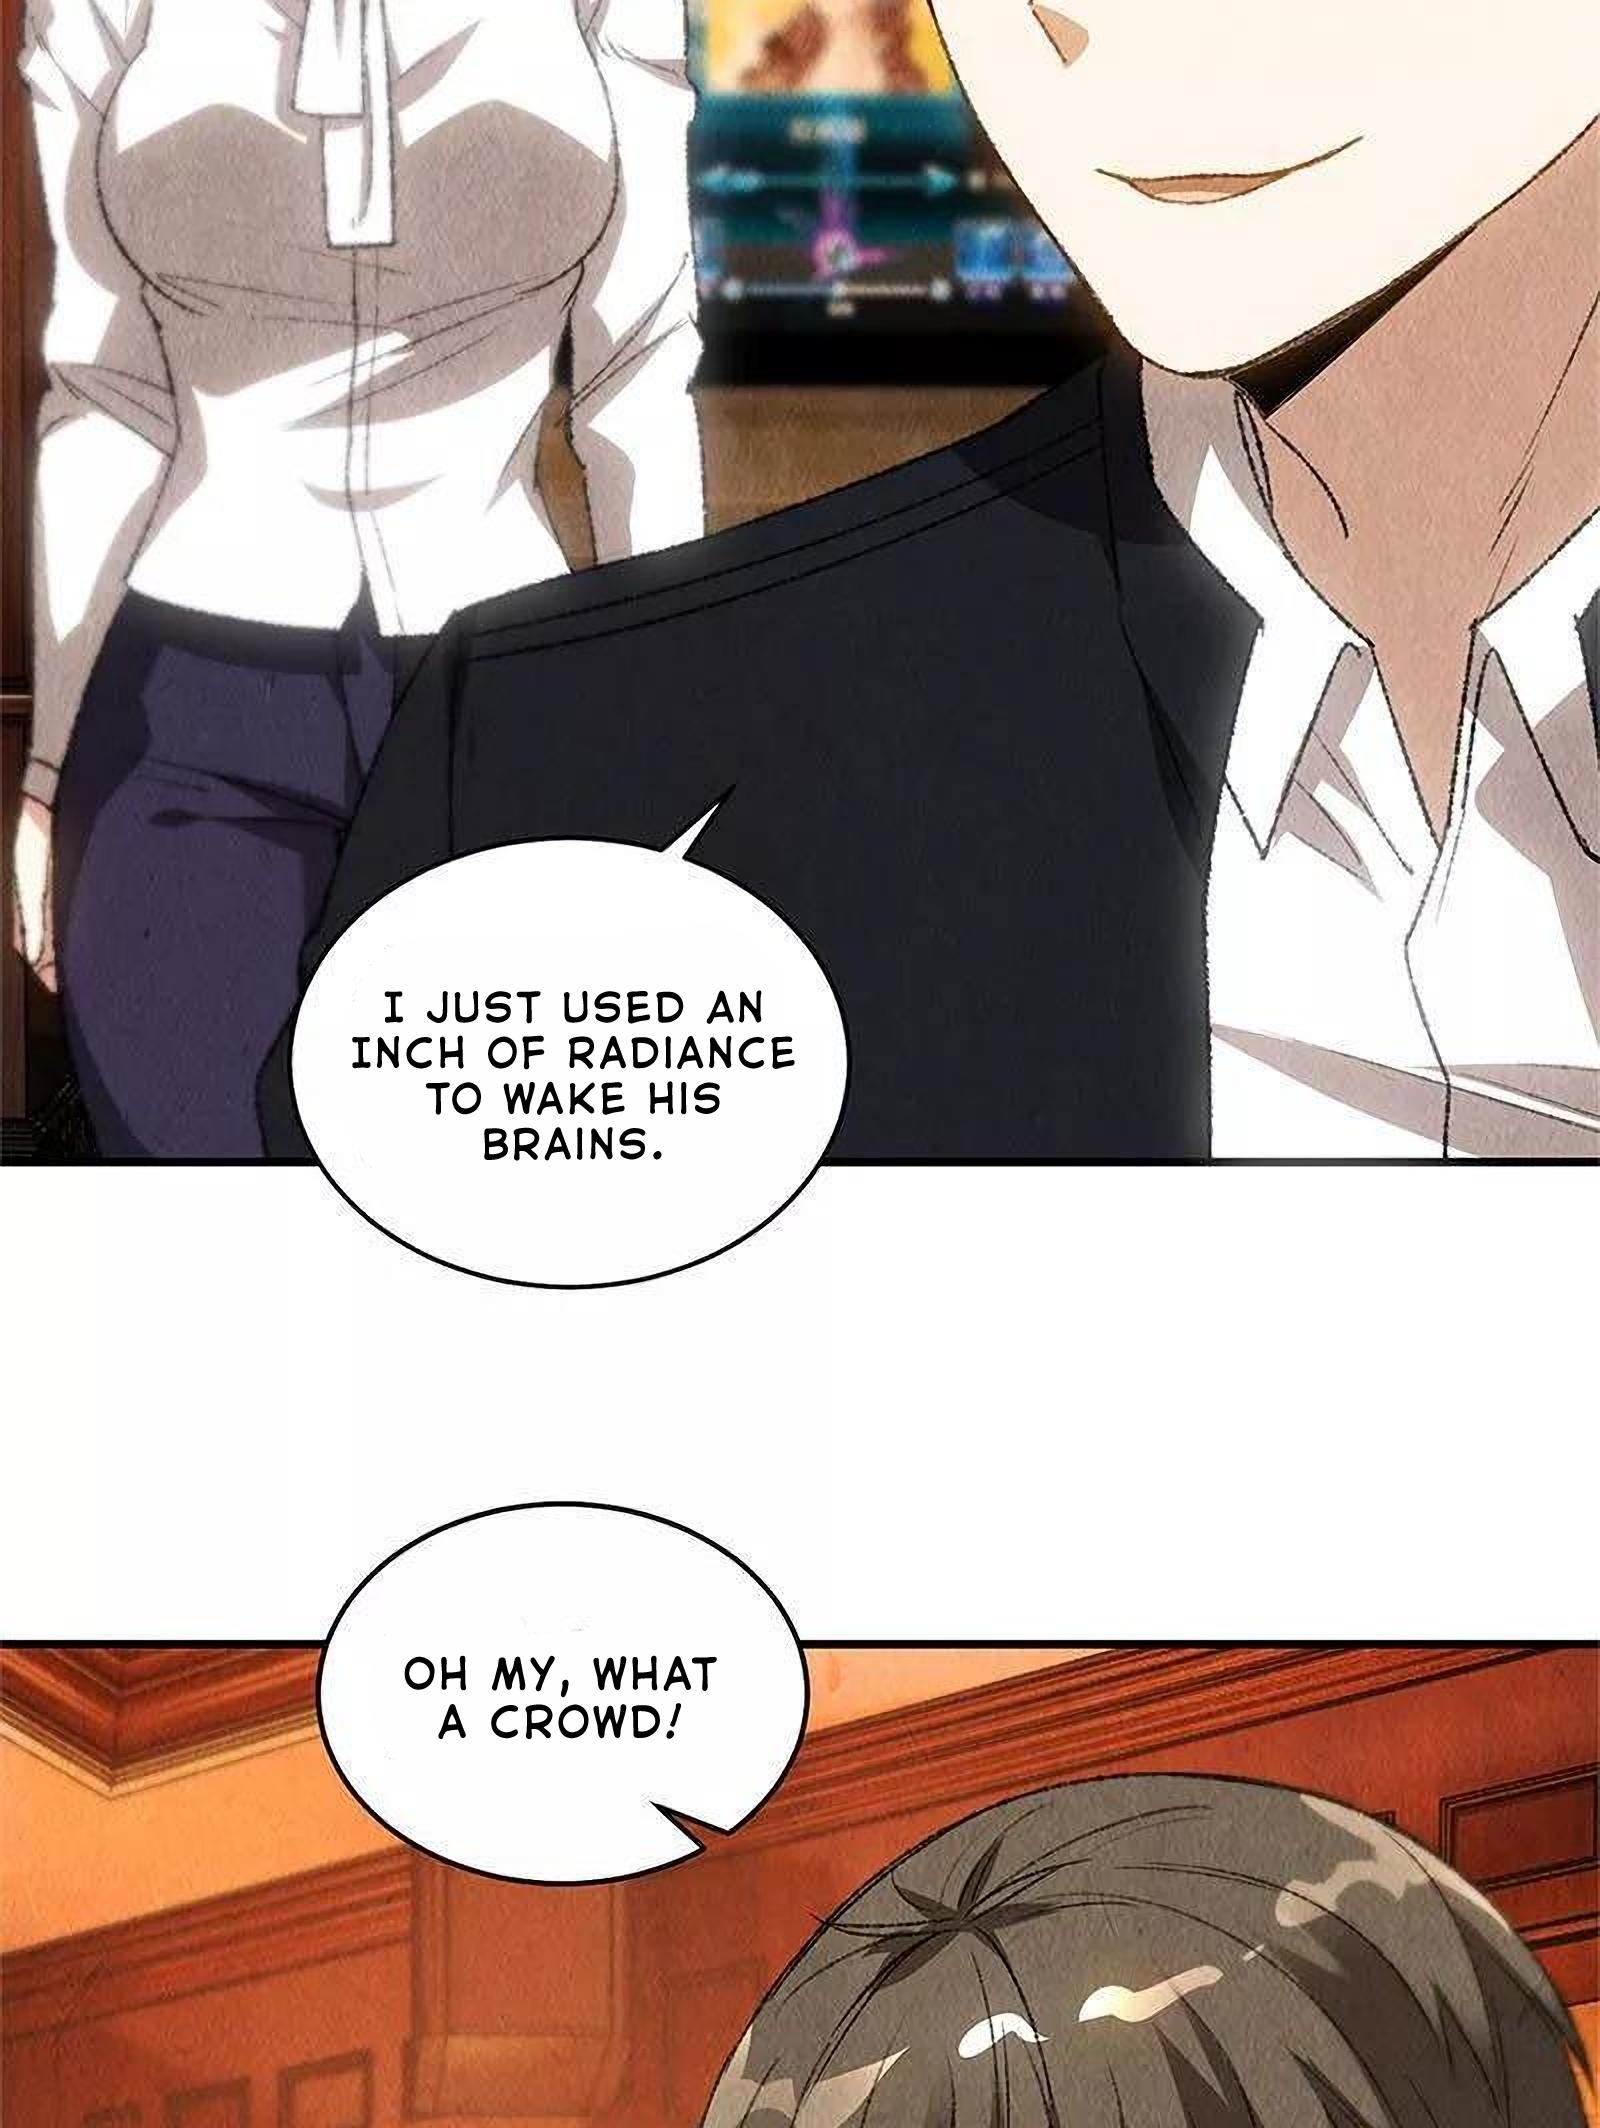 I JUST USED AN
INCH OF RADIANCE
TO WAKE HIS
BRAINS.
OH MY, WHAT
A CROWD!